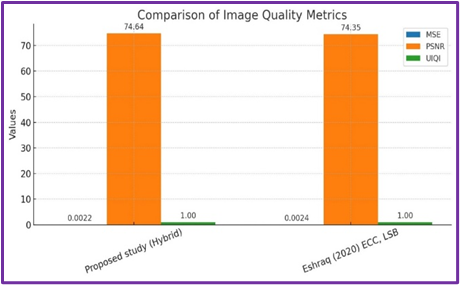 Comparison of Image Quality Metrics
74.64
74.35
MSE
PSNR
UIQI
70
60
50
40
30
20
10
0
Values
0.0022
1.00
0.0024
1.00
Proposed study (Hybrid)
Eshraq (2020) ECC, LSB